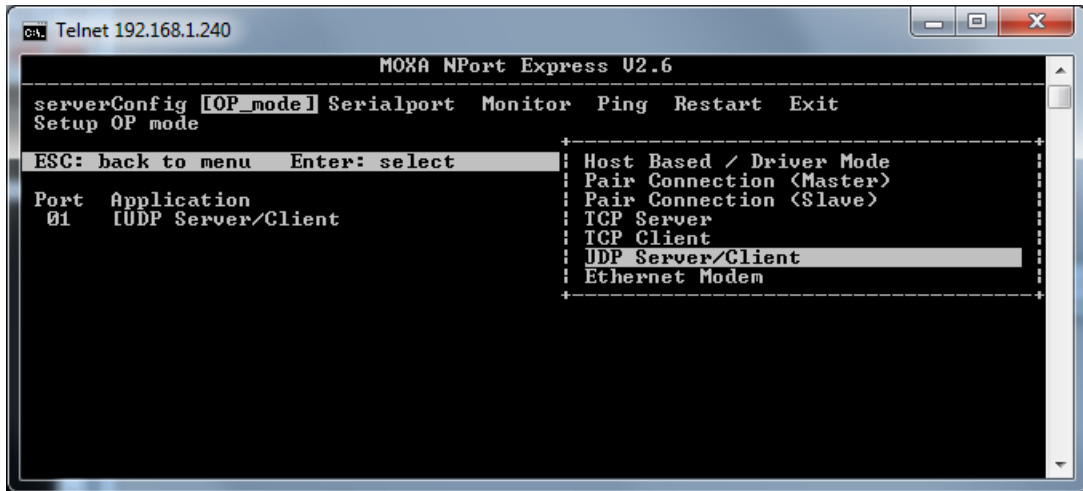 Telnet 192.168.1.240
MOXA NPort Express V2.6
serverConfig [OP_mode] Serialport Monitor Ping Restart Exit
Setup OP mode
ESC: back to menu Enter: select
Port Application
01 [UDP Server/Client
Host Based / Driver Mode
Pair Connection (Master)
Pair Connection (Slave)
TCP Server
TCP Client
UDP Server/Client
Ethernet Modem